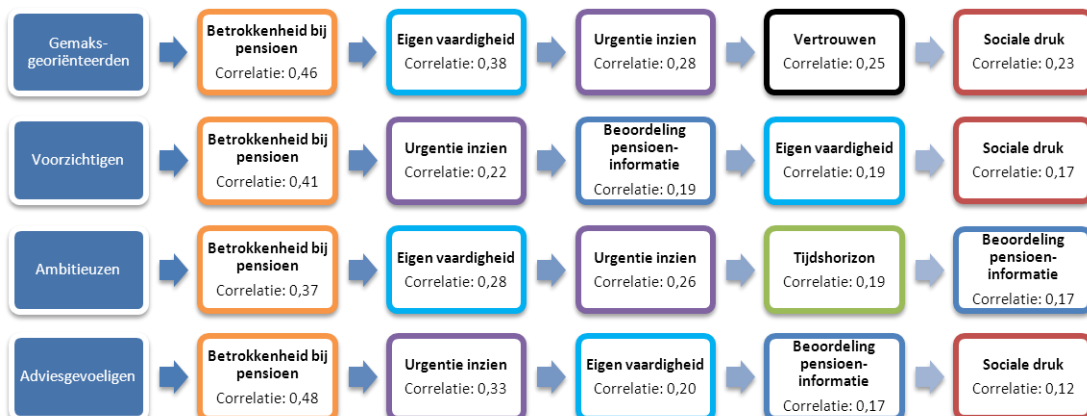 Gemaks-
georiënteerden
Betrokkenheid bij
pensioen
Correlatie: 0,46
Eigen vaardigheid
Correlatie: 0,38
Urgentie inzien
Correlatie: 0,28
Vertrouwen
Correlatie: 0,25
Sociale druk
Correlatie: 0,23
Voorzichtigen
Betrokkenheid bij
pensioen
Correlatie: 0,41
Urgentie inzien
Correlatie: 0,22
Beoordeling
pensioen-
informatie
Correlatie: 0,19
Eigen vaardigheid
Correlatie: 0,19
Sociale druk
Correlatie: 0,17
Ambitieuzen
Betrokkenheid bij
pensioen
Correlatie: 0,37
Eigen vaardigheid
Correlatie: 0,28
Urgentie inzien
Correlatie: 0,26
Tijdshorizon
Correlatie: 0,19
Beoordeling
pensioen-
informatie
Correlatie: 0,17
Adviesgevoeligen
Betrokkenheid bij
pensioen
Correlatie: 0,48
Urgentie inzien
Correlatie: 0,33
Eigen vaardigheid
Correlatie: 0,20
Beoordeling
pensioen-
informatie
Correlatie: 0,17
Sociale druk
Correlatie: 0,12